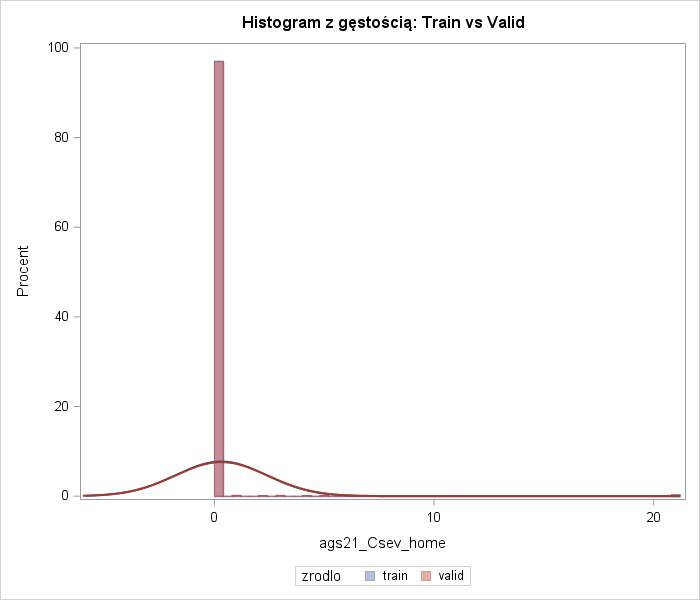 Histogram z gęstością: Train vs Valid
100
80
60
40
20
0
Procent
0 10 20
ags21_Csev_home
zrodlo train valid